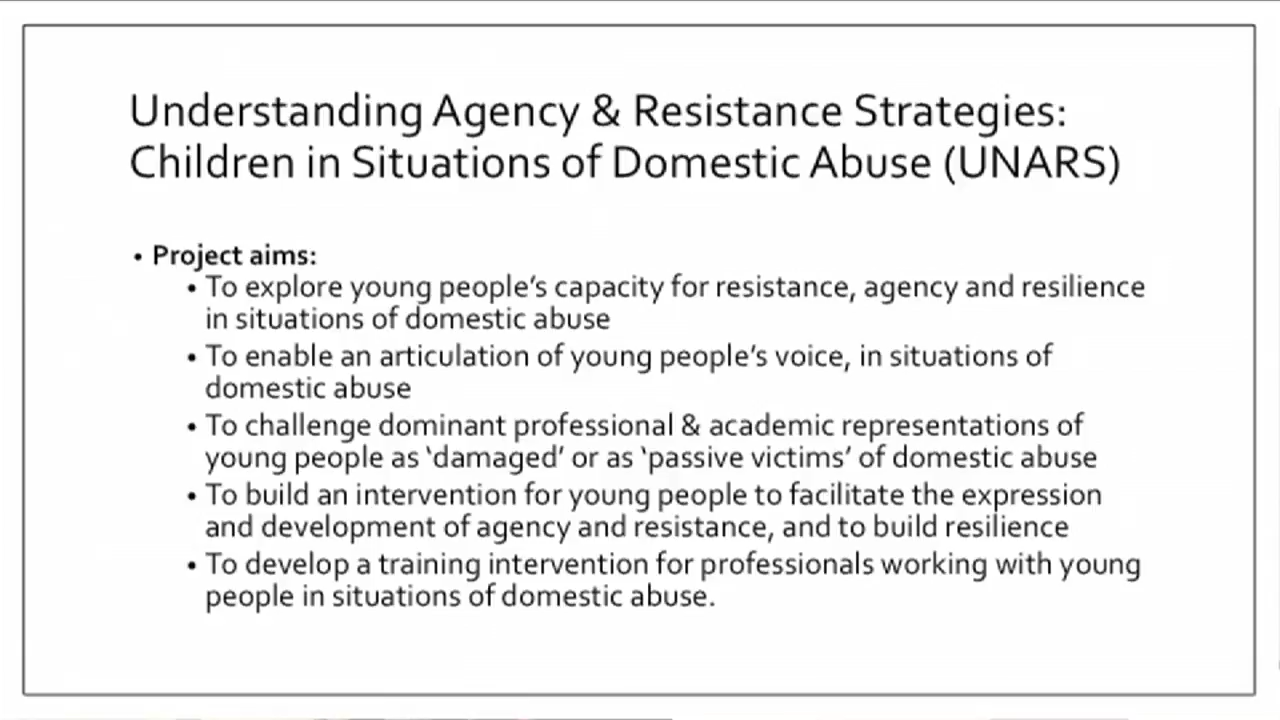 Understanding Agency & Resistance Strategies:
Children in Situations of Domestic Abuse (UNARS)
• Project aims:
• To explore young people’s capacity for resistance, agency and resilience
in situations of domestic abuse
• To enable an articulation of young people’s voice, in situations of
domestic abuse
• To challenge dominant professional & academic representations of
young people as ‘damaged’ or as ‘passive victims’ of domestic abuse
• To build an intervention for young people to facilitate the expression
and development of agency and resistance, and to build resilience
• To develop a training intervention for professionals working with young
people in situations of domestic abuse.